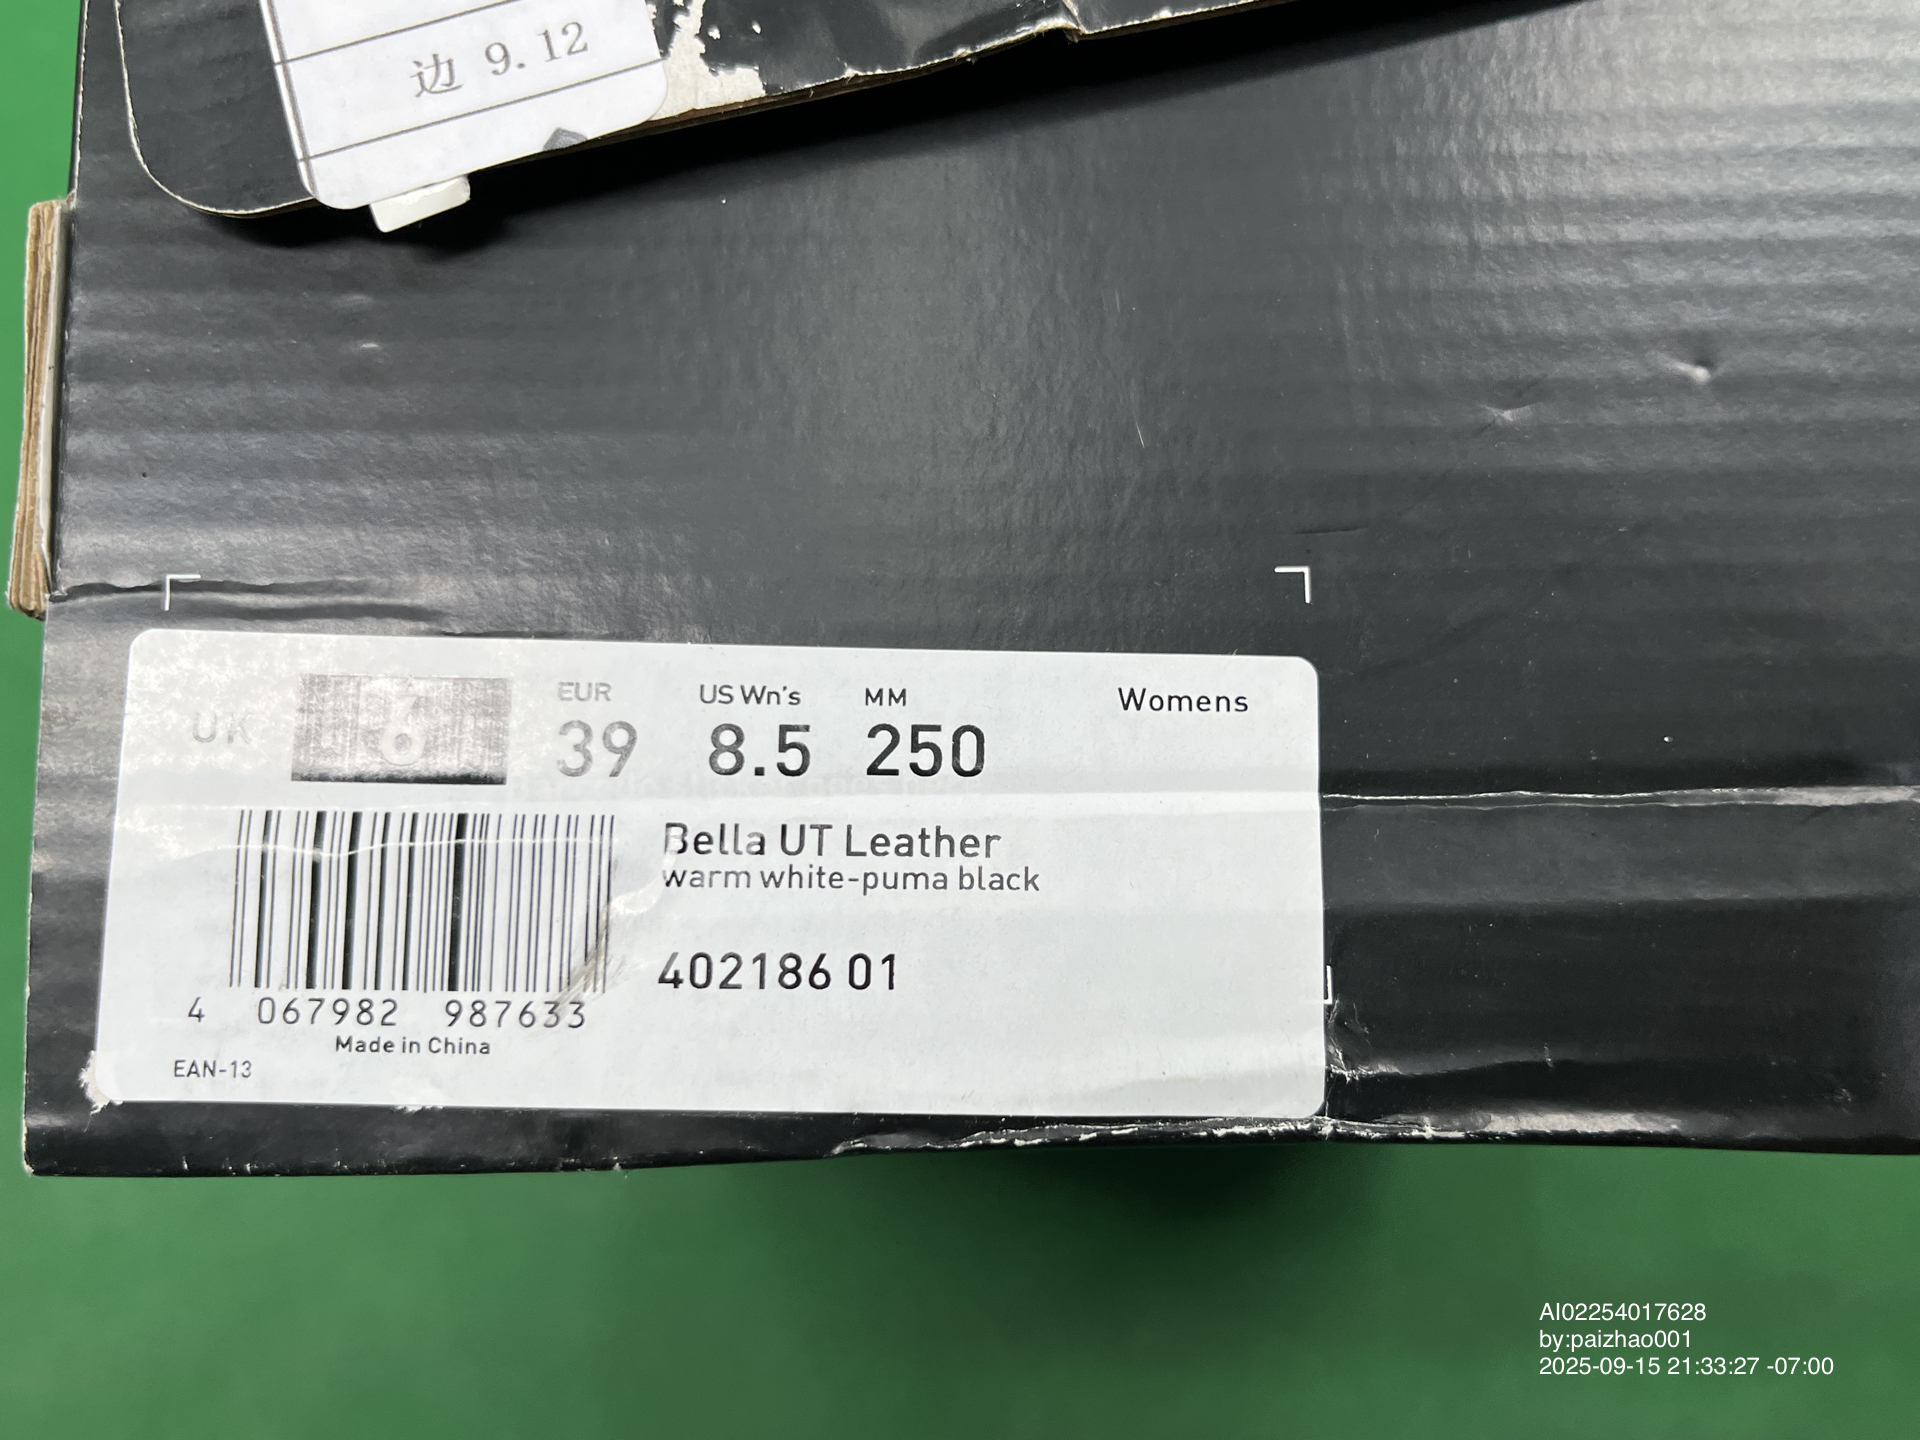 边 9.12
UK 6
EUR 39
US Wn's 8.5
MM 250
Womens
Bella UT Leather
warm white-puma black
402186 01
4 067982 987633
Made in China
EAN-13
AI02254017628
by:paizhao001
2025-09-15 21:33:27 -07:00